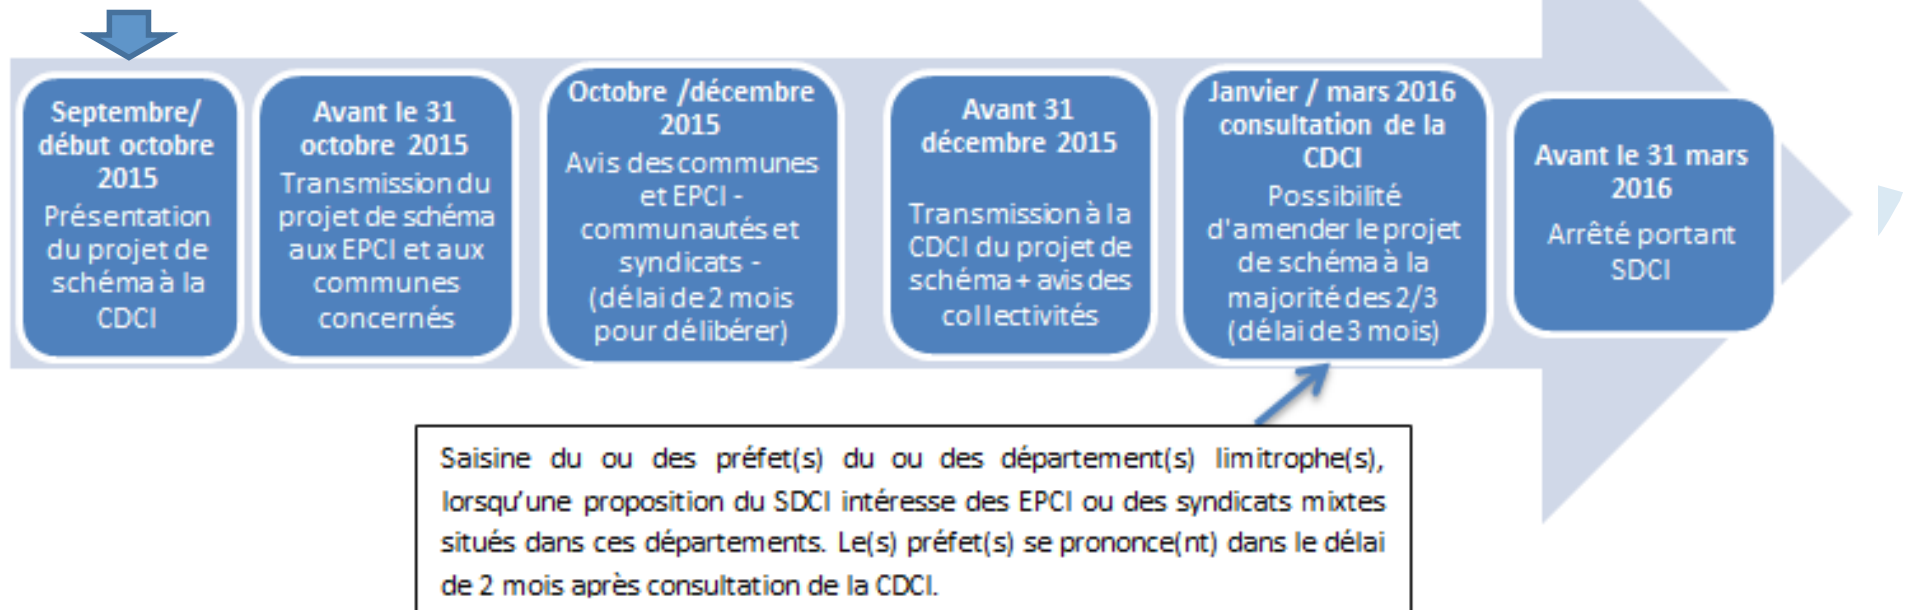 Septembre/
début octobre
2015
Présentation
du projet de
schéma à la
CDCI
Avant le 31
octobre 2015
Transmission du
projet de schéma
aux EPCI et aux
communes
concernés
Octobre /décembre
2015
Avis des communes
et EPCI -
communautés et
syndicats -
(délai de 2 mois
pour délibérer)
Avant 31
décembre 2015
Transmission à la
CDCI du projet de
schéma + avis des
collectivités
Janvier / mars 2016
consultation de la
CDCI
Possibilité
d'amender le projet
de schéma à la
majorité des 2/3
(délai de 3 mois)
Avant le 31 mars
2016
Arrêté portant
SDCI
Saisine du ou des préfet(s) du ou des département(s) limitrophe(s),
lorsqu'une proposition du SDCI intéresse des EPCI ou des syndicats mixtes
situés dans ces départements. Le(s) préfet(s) se prononce(nt) dans le délai
de 2 mois après consultation de la CDCI.